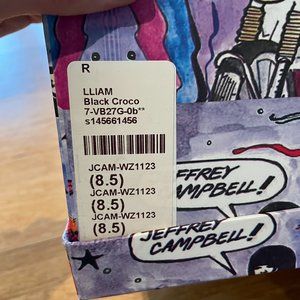 R
LLIAM
Black Croco
7-VB27G-0b**
s145661456
JCAM-WZ1123
(8.5)
JCAM-WZ1123
(8.5)
JCAM-WZ1123
(8.5)
JEFFREY
CAMPBELL!
JEFFREY
CAMPBELL!